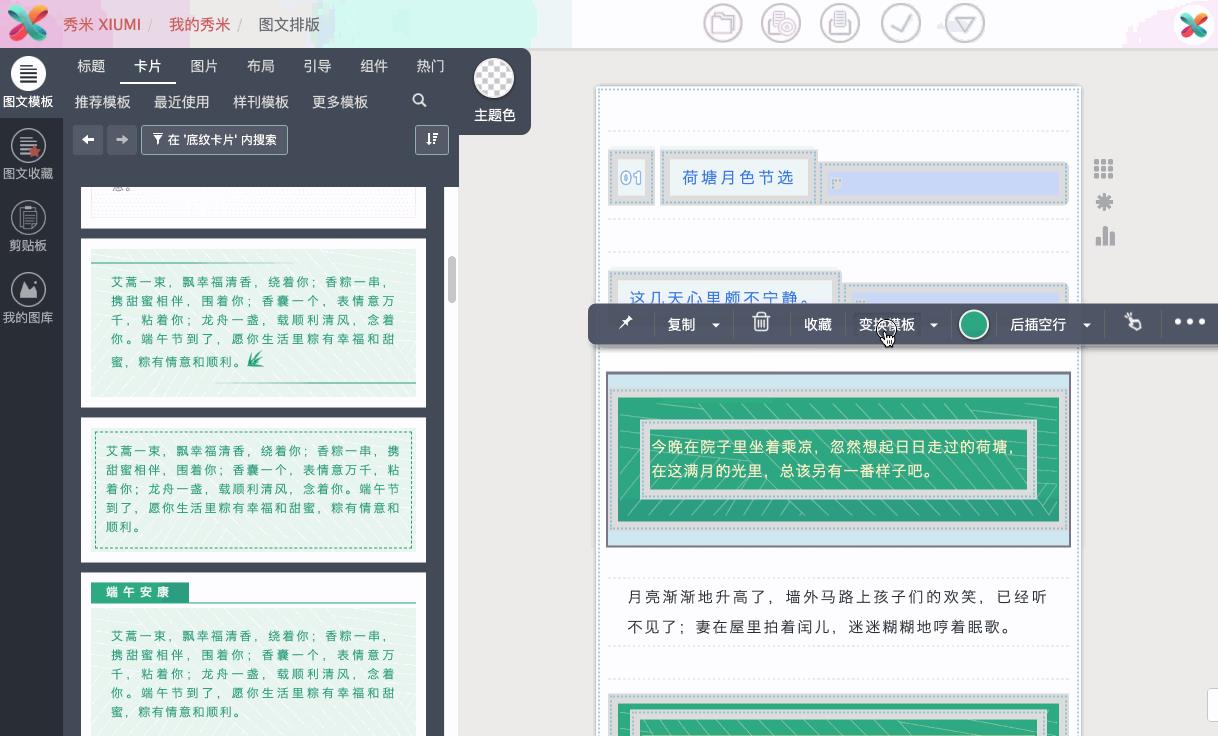 秀米 XIUMI / 我的秀米 / 图文排版
标题 卡片 图片 布局 引导 组件 热门
推荐模板 最近使用 样刊模板 更多模板
主题色
在 '底纹卡片' 内搜索
图文模板
图文收藏
剪贴板
我的图库
艾蒿一束，飘幸福清香，绕着你；香粽一串，
携甜蜜相伴，围着你；香囊一个，表情意万
千，粘着你；龙舟一盏，载顺利清风，念着
你。端午节到了，愿你生活里粽有幸福和甜
蜜，粽有情意和顺利。
艾蒿一束，飘幸福清香，绕着你；香粽一串，携
甜蜜相伴，围着你；香囊一个，表情意万千，粘
着你；龙舟一盏，载顺利清风，念着你。端午节
到了，愿你生活里粽有幸福和甜蜜，粽有情意和
顺利。
端午安康
艾蒿一束，飘幸福清香，绕着你；香粽一串，
携甜蜜相伴，围着你；香囊一个，表情意万
千，粘着你；龙舟一盏，载顺利清风，念着
你。端午节到了，愿你生活里粽有幸福和甜
蜜，粽有情意和顺利。
01 荷塘月色节选
这几天心里颇不宁静。
复制 收藏 变换模板 后插空行
今晚在院子里坐着乘凉，忽然想起日日走过的荷塘，
在这满月的光里，总该另有一番样子吧。
月亮渐渐地升高了，墙外马路上孩子们的欢笑，已经听
不见了；妻在屋里拍着闰儿，迷迷糊糊地哼着眠歌。